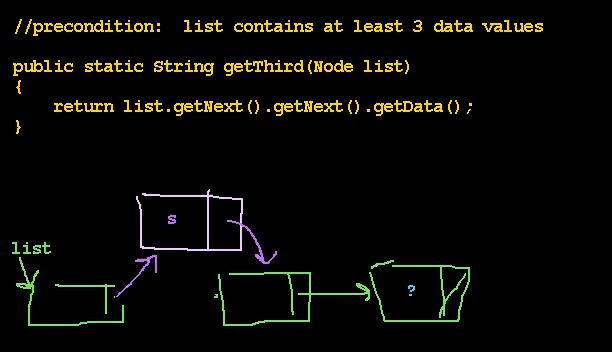 //precondition:  list contains at least 3 data values
public static String getThird(Node list)
{
    return list.getNext().getNext().getData();
}
s
list
?